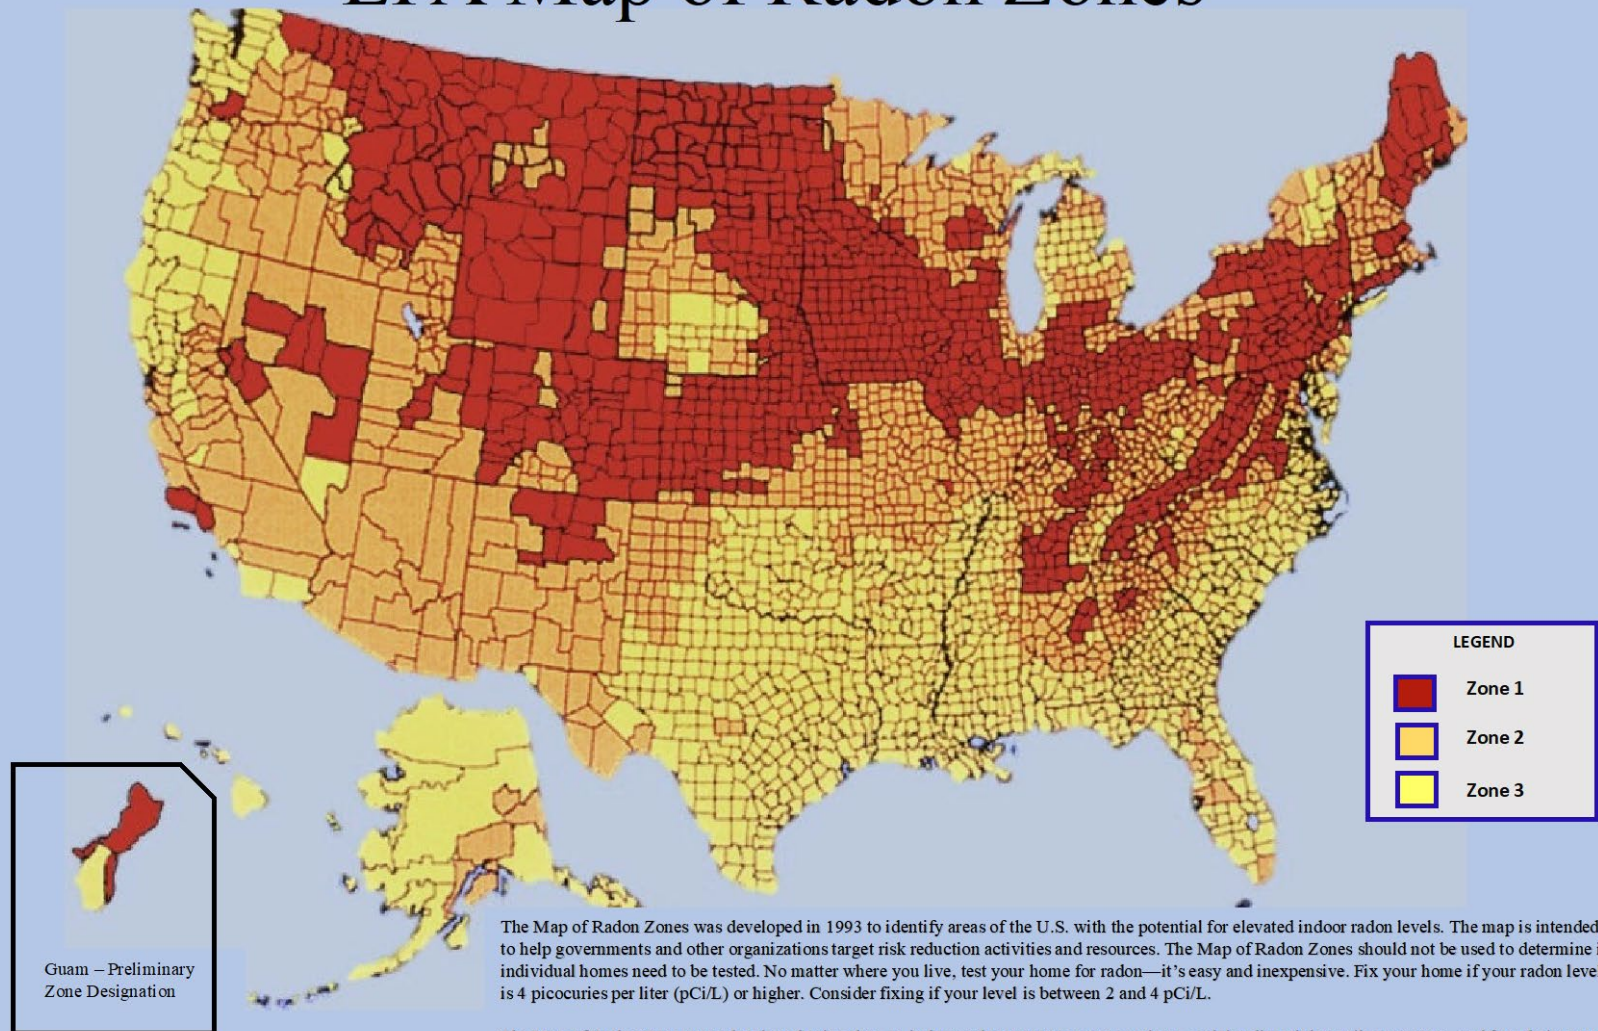 EPA Map of Radon Zones
LEGEND
Zone 1
Zone 2
Zone 3
Guam – Preliminary
Zone Designation
The Map of Radon Zones was developed in 1993 to identify areas of the U.S. with the potential for elevated indoor radon levels. The map is intended
to help governments and other organizations target risk reduction activities and resources. The Map of Radon Zones should not be used to determine i
individual homes need to be tested. No matter where you live, test your home for radon—it's easy and inexpensive. Fix your home if your radon leve
is 4 picocuries per liter (pCi/L) or higher. Consider fixing if your level is between 2 and 4 pCi/L.